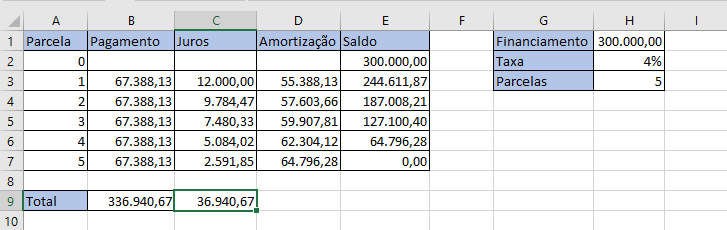 A B C D E F G H I
1 Parcela Pagamento Juros Amortização Saldo Financiamento 300.000,00
2 0 300.000,00 Taxa 4%
3 1 67.388,13 12.000,00 55.388,13 244.611,87 Parcelas 5
4 2 67.388,13 9.784,47 57.603,66 187.008,21
5 3 67.388,13 7.480,33 59.907,81 127.100,40
6 4 67.388,13 5.084,02 62.304,12 64.796,28
7 5 67.388,13 2.591,85 64.796,28 0,00
8
9 Total 336.940,67 36.940,67
10